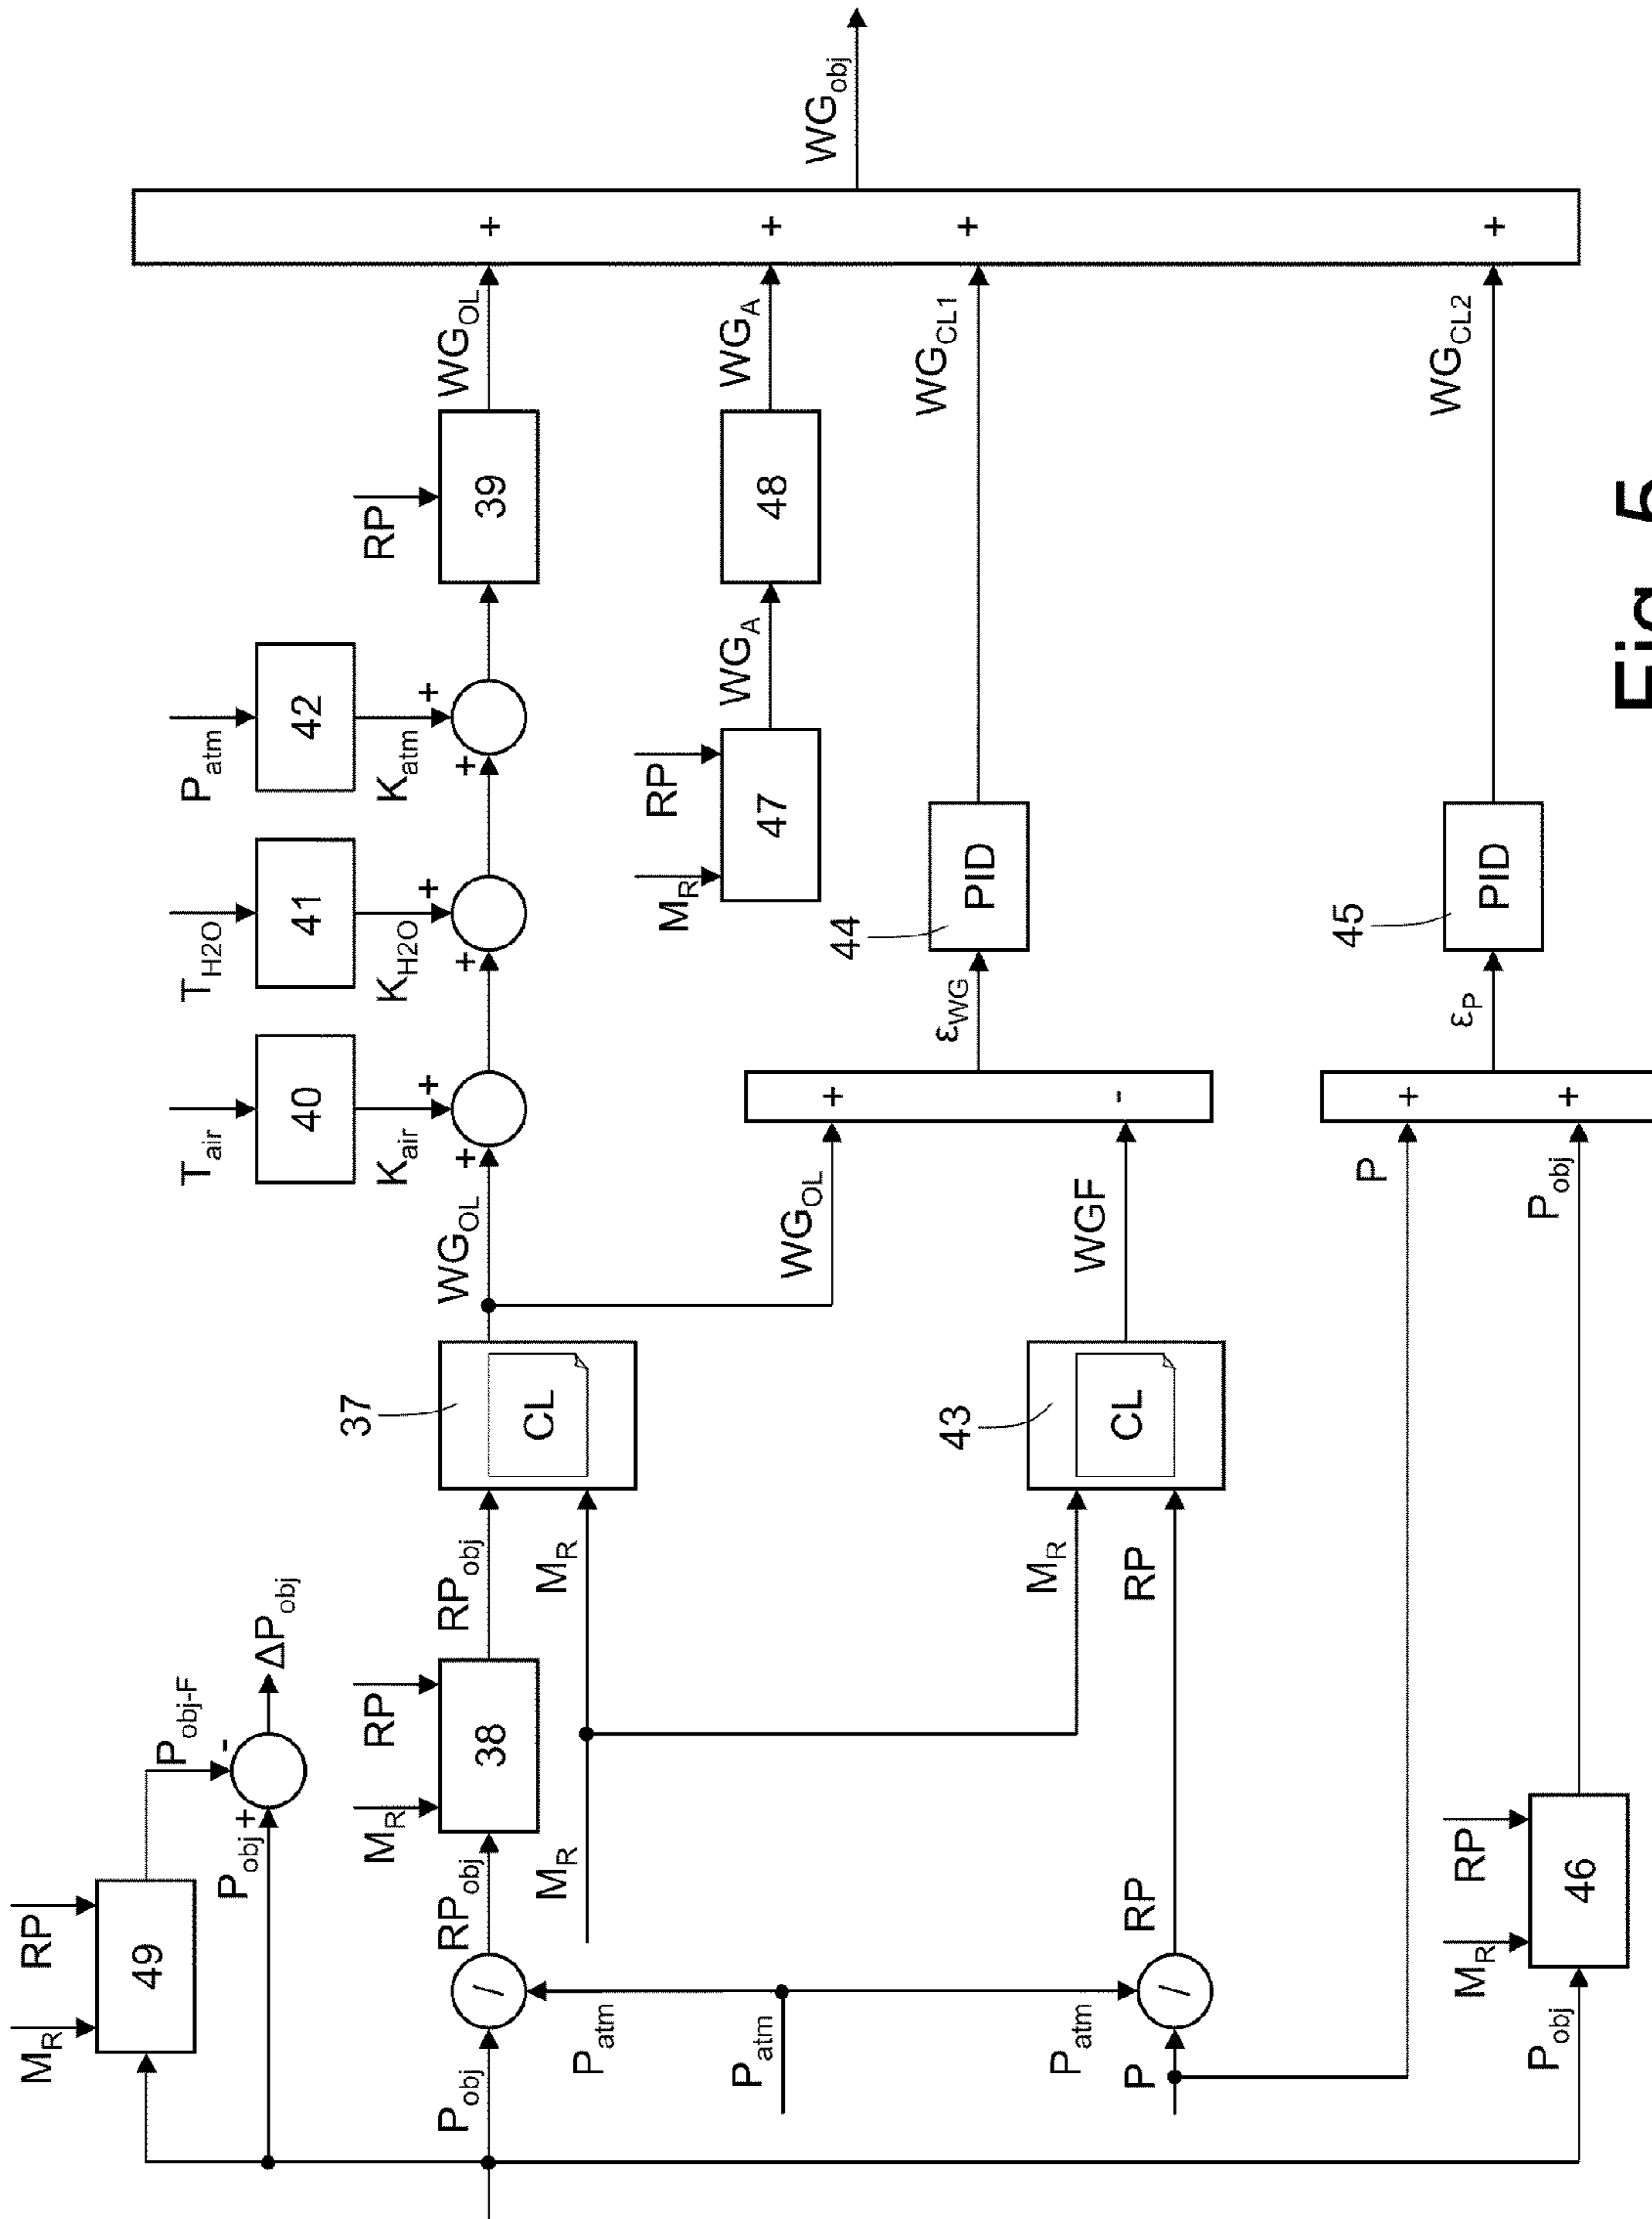 M_R
RP
49
P_obj-F
-
P_obj +
ΔP_obj
P_obj
/
RP_obj
M_R
RP
38
RP_obj
M_R
M_R
37
CL
WG_OL
T_air
40
K_air
+
+
T_H2O
41
K_H2O
+
+
P_atm
42
K_atm
+
+
RP
39
WG_OL
+
P_atm
P_atm
P_atm
M_R
RP
47
WG_A
48
WG_A
+
P
/
RP
M_R
RP
43
CL
WG_OL
WGF
+
-
ε_WG
44
PID
WG_CL1
+
WG_obj
P_obj
M_R
RP
46
P
P_obj
+
+
ε_P
45
PID
WG_CL2
+
Fig. 5